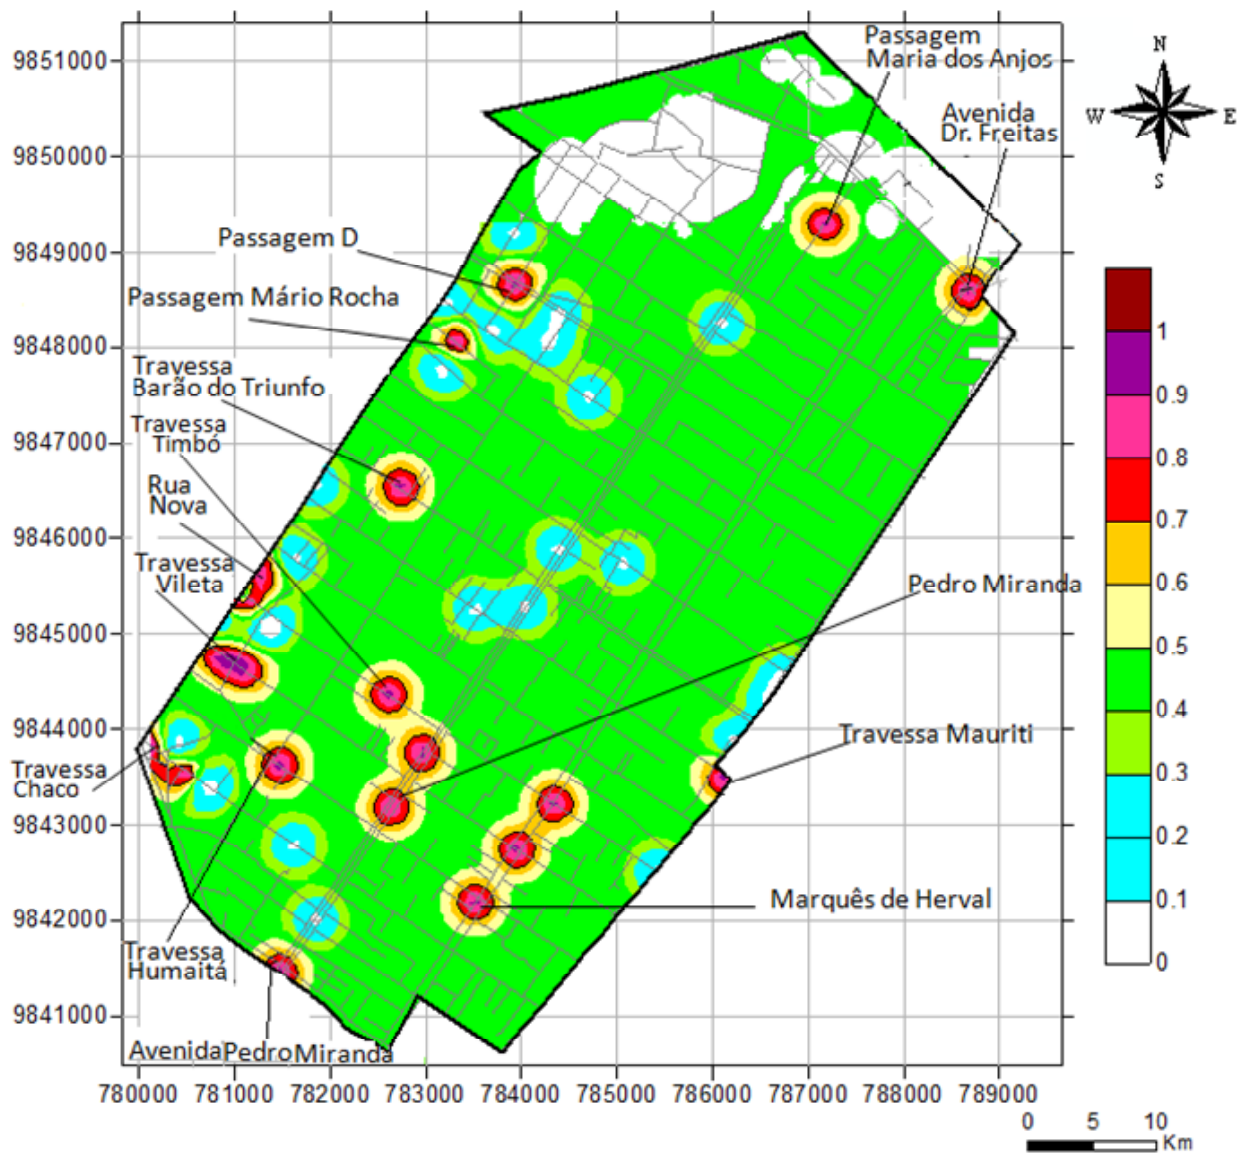 9851000
9850000
9849000
9848000
9847000
9846000
9845000
9844000
9843000
9842000
9841000
Passagem
Maria dos Anjos
Avenida
Dr. Freitas
Passagem D
Passagem Mário Rocha
Travessa
Barão do Triunfo
Travessa
Timbó
Rua
Nova
Travessa
Vileta
Pedro Miranda
Travessa Mauriti
Travessa
Chaco
Marquês de Herval
Travessa
Humaitá
Avenida Pedro Miranda
780000 781000 782000 783000 784000 785000 786000 787000 788000 789000
N
W E
S
1
0.9
0.8
0.7
0.6
0.5
0.4
0.3
0.2
0.1
0
0 5 10
Km